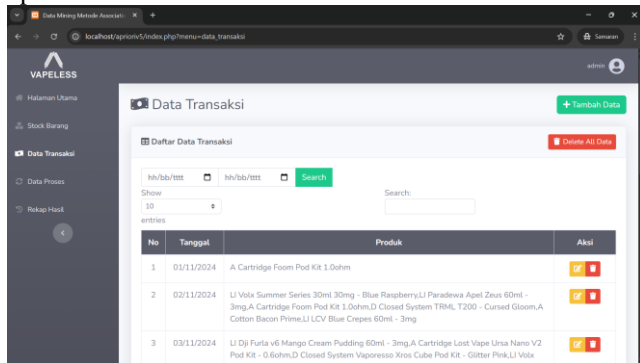 Data Mining Metode Associati
localhost/aprioriv5/index.php?menu=data_transaksi
Samaran
VAPELESS
admin
Halaman Utama
Stock Barang
Data Transaksi
Data Proses
Rekap Hasil
Data Transaksi
+ Tambah Data
Daftar Data Transaksi
Delete All Data
hh/bb/tttt hh/bb/tttt Search
Show
10
entries
Search:
No Tanggal Produk Aksi
1 01/11/2024 A Cartridge Foom Pod Kit 1.0ohm
2 02/11/2024 LI Volx Summer Series 30ml 30mg - Blue Raspberry,LI Paradewa Apel Zeus 60ml -
3mg,A Cartridge Foom Pod Kit 1.0ohm,D Closed System TRML T200 - Cursed Gloom,A
Cotton Bacon Prime,LI LCV Blue Crepes 60ml - 3mg
3 03/11/2024 LI Dji Furla v6 Mango Cream Pudding 60ml - 3mg,A Cartridge Lost Vape Ursa Nano V2
Pod Kit - 0.6ohm,D Closed System Vaporesso Xros Cube Pod Kit - Glitter Pink,LI Volx